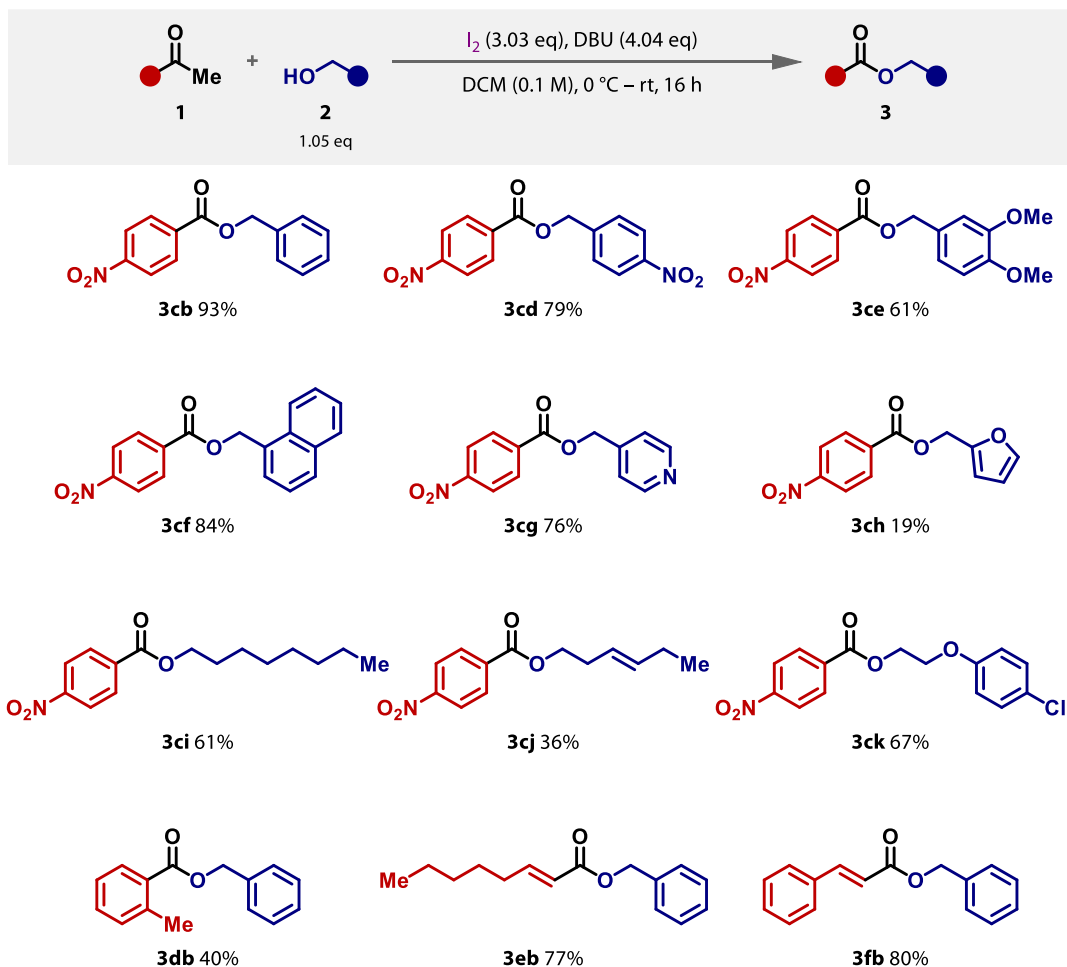 O O
I2 (3.03 eq), DBU (4.04 eq)
+
Me HO O
DCM (0.1 M), 0 °C – rt, 16 h
1 2 3
1.05 eq
O O O
O O O OMe
O2N O2N NO2 O2N OMe
3cb 93% 3cd 79% 3ce 61%
O O O
O O O O
O2N O2N N O2N
3cf 84% 3cg 76% 3ch 19%
O O O
O Me O Me O O
O2N O2N O2N Cl
3ci 61% 3cj 36% 3ck 67%
O O O
O Me O O
Me
3db 40% 3eb 77% 3fb 80%